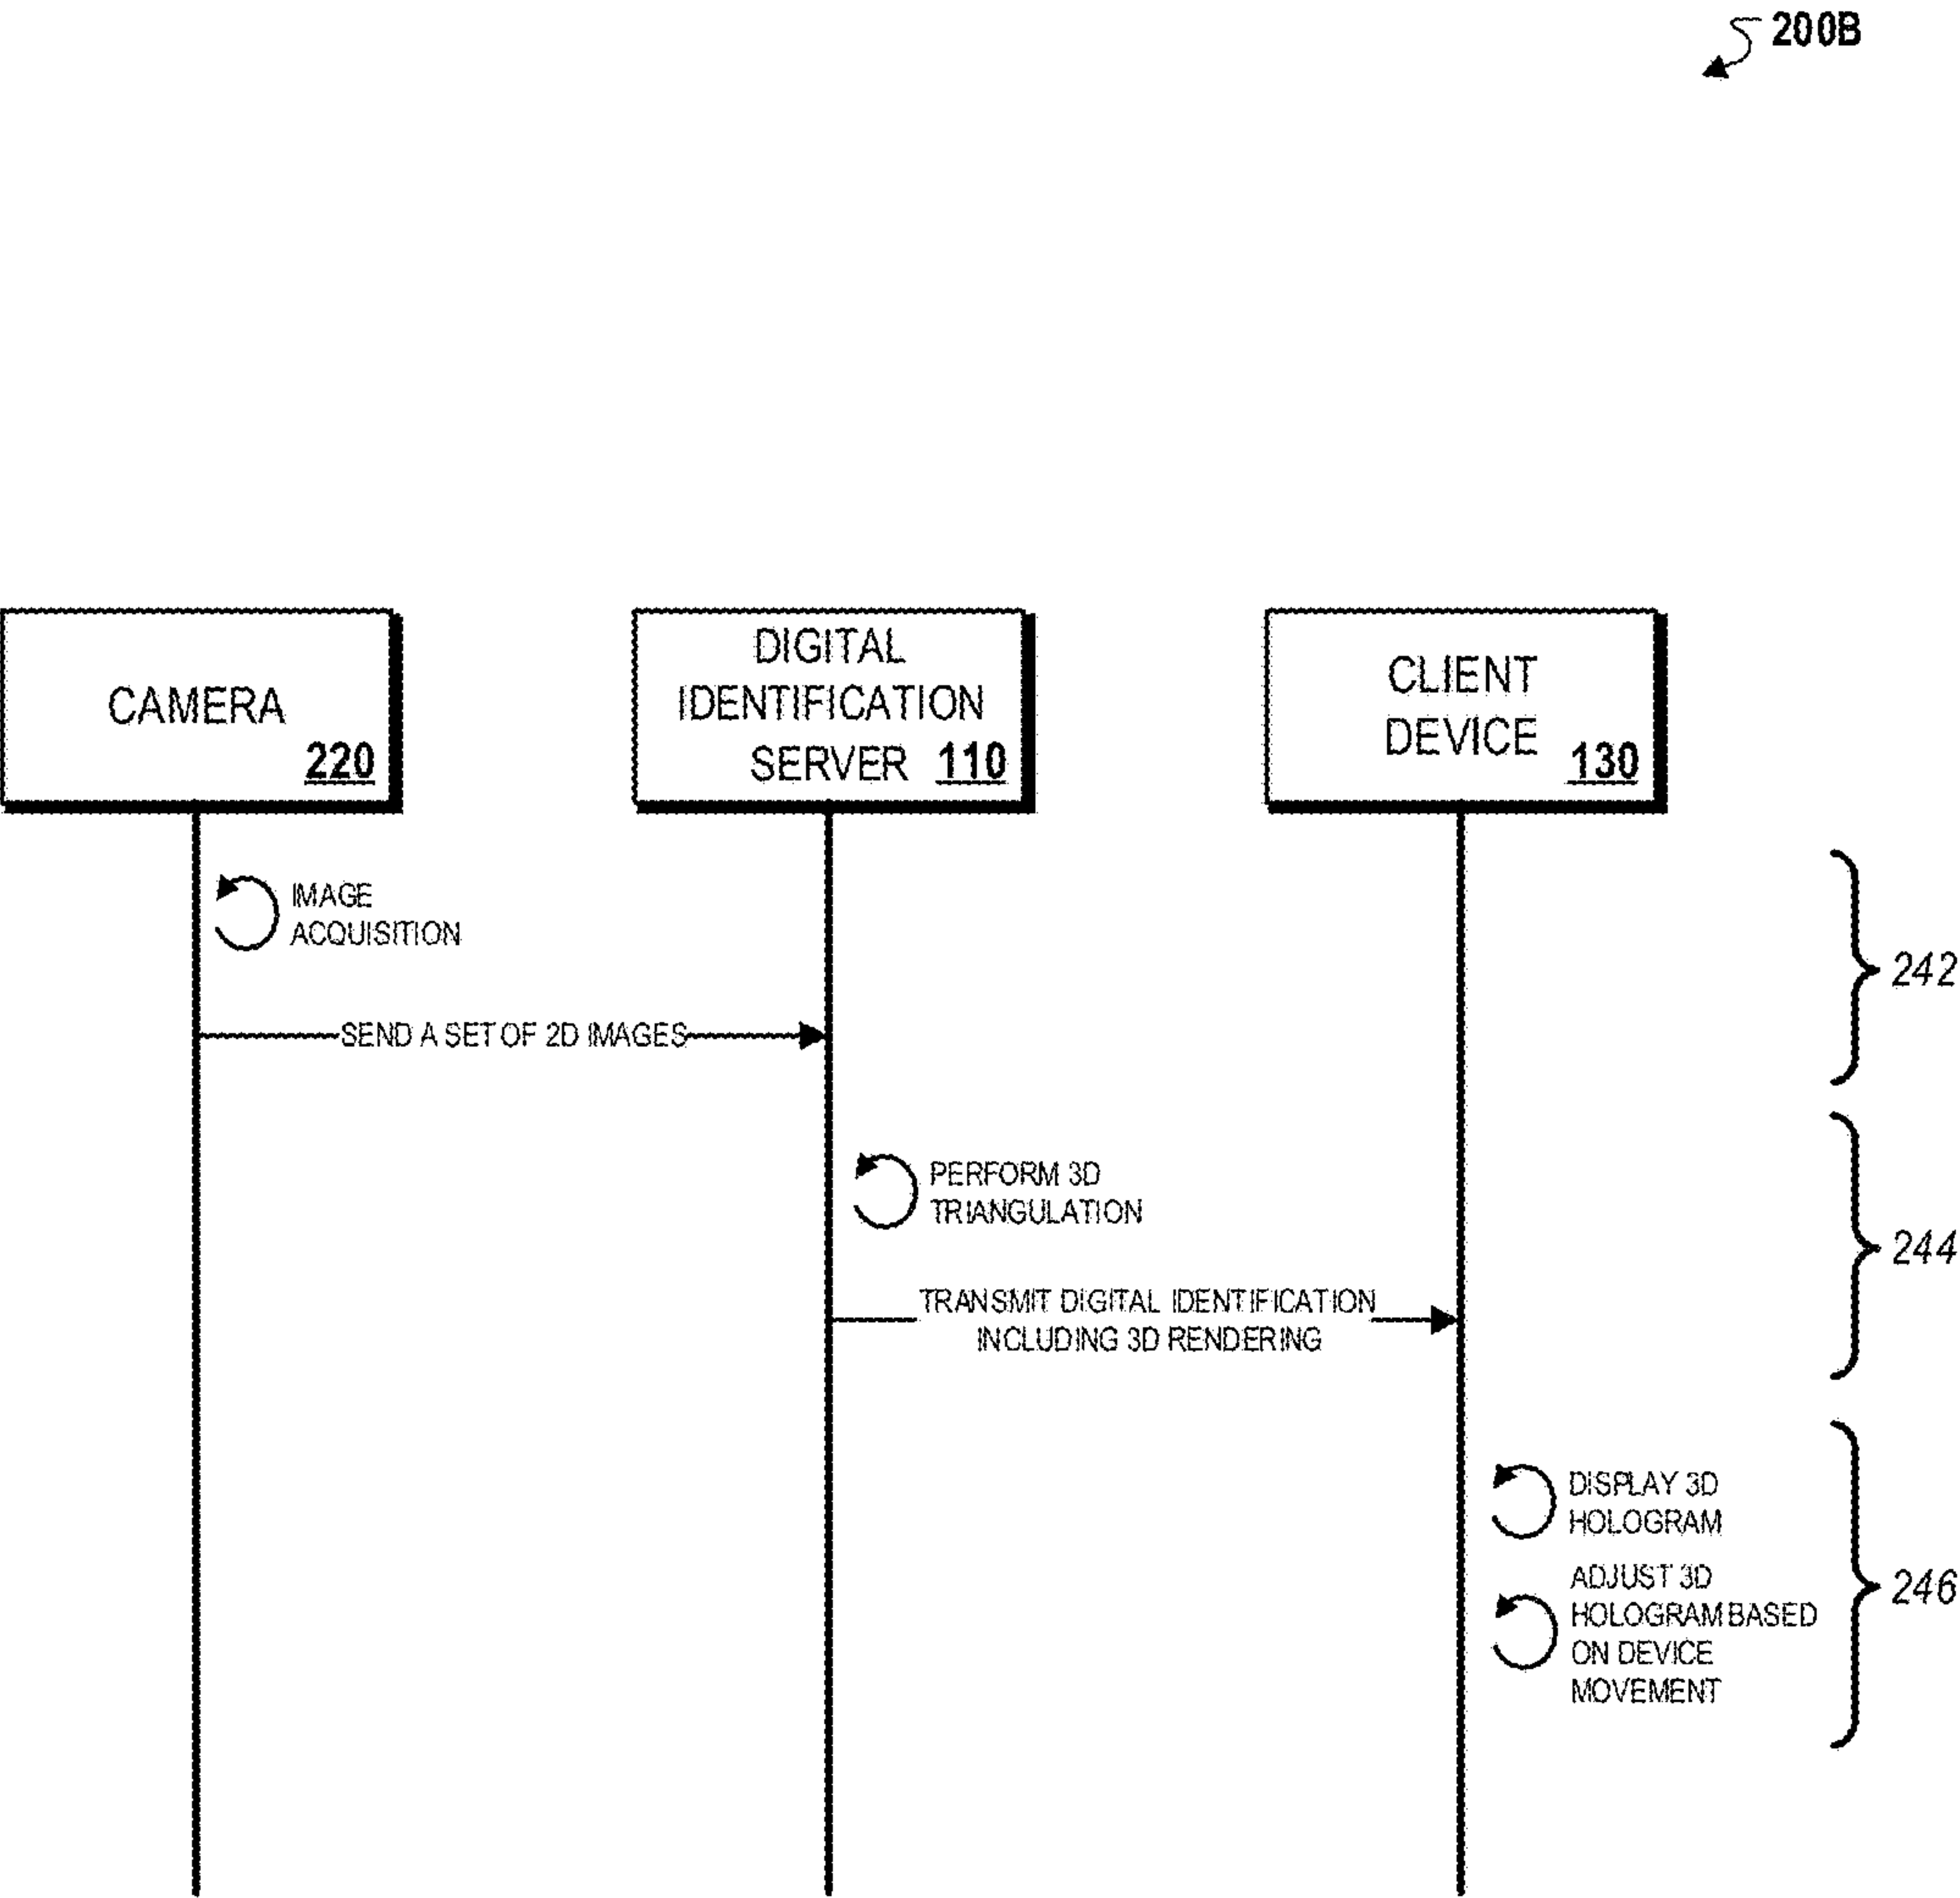 200B
CAMERA
220
DIGITAL
IDENTIFICATION
SERVER 110
CLIENT
DEVICE 130
IMAGE
ACQUISITION
242
SEND A SET OF 2D IMAGES
PERFORM 3D
TRIANGULATION
244
TRANSMIT DIGITAL IDENTIFICATION
INCLUDING 3D RENDERING
DISPLAY 3D
HOLOGRAM
ADJUST 3D
HOLOGRAM BASED
ON DEVICE
MOVEMENT
246